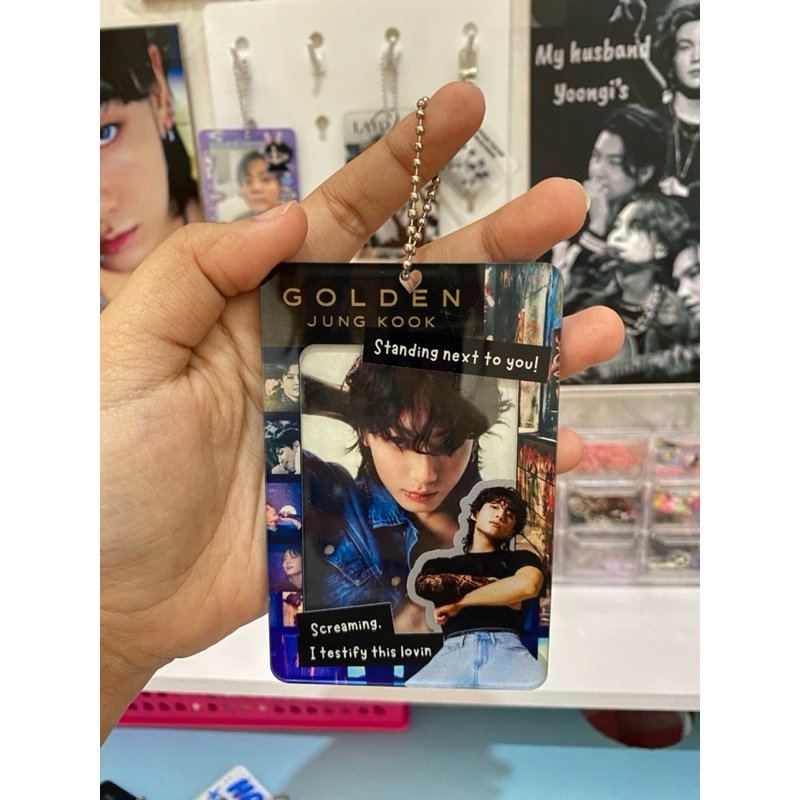 My husband
Yoongi's
GOLDEN
JUNG KOOK
Standing next to you!
Screaming,
I testify this lovin